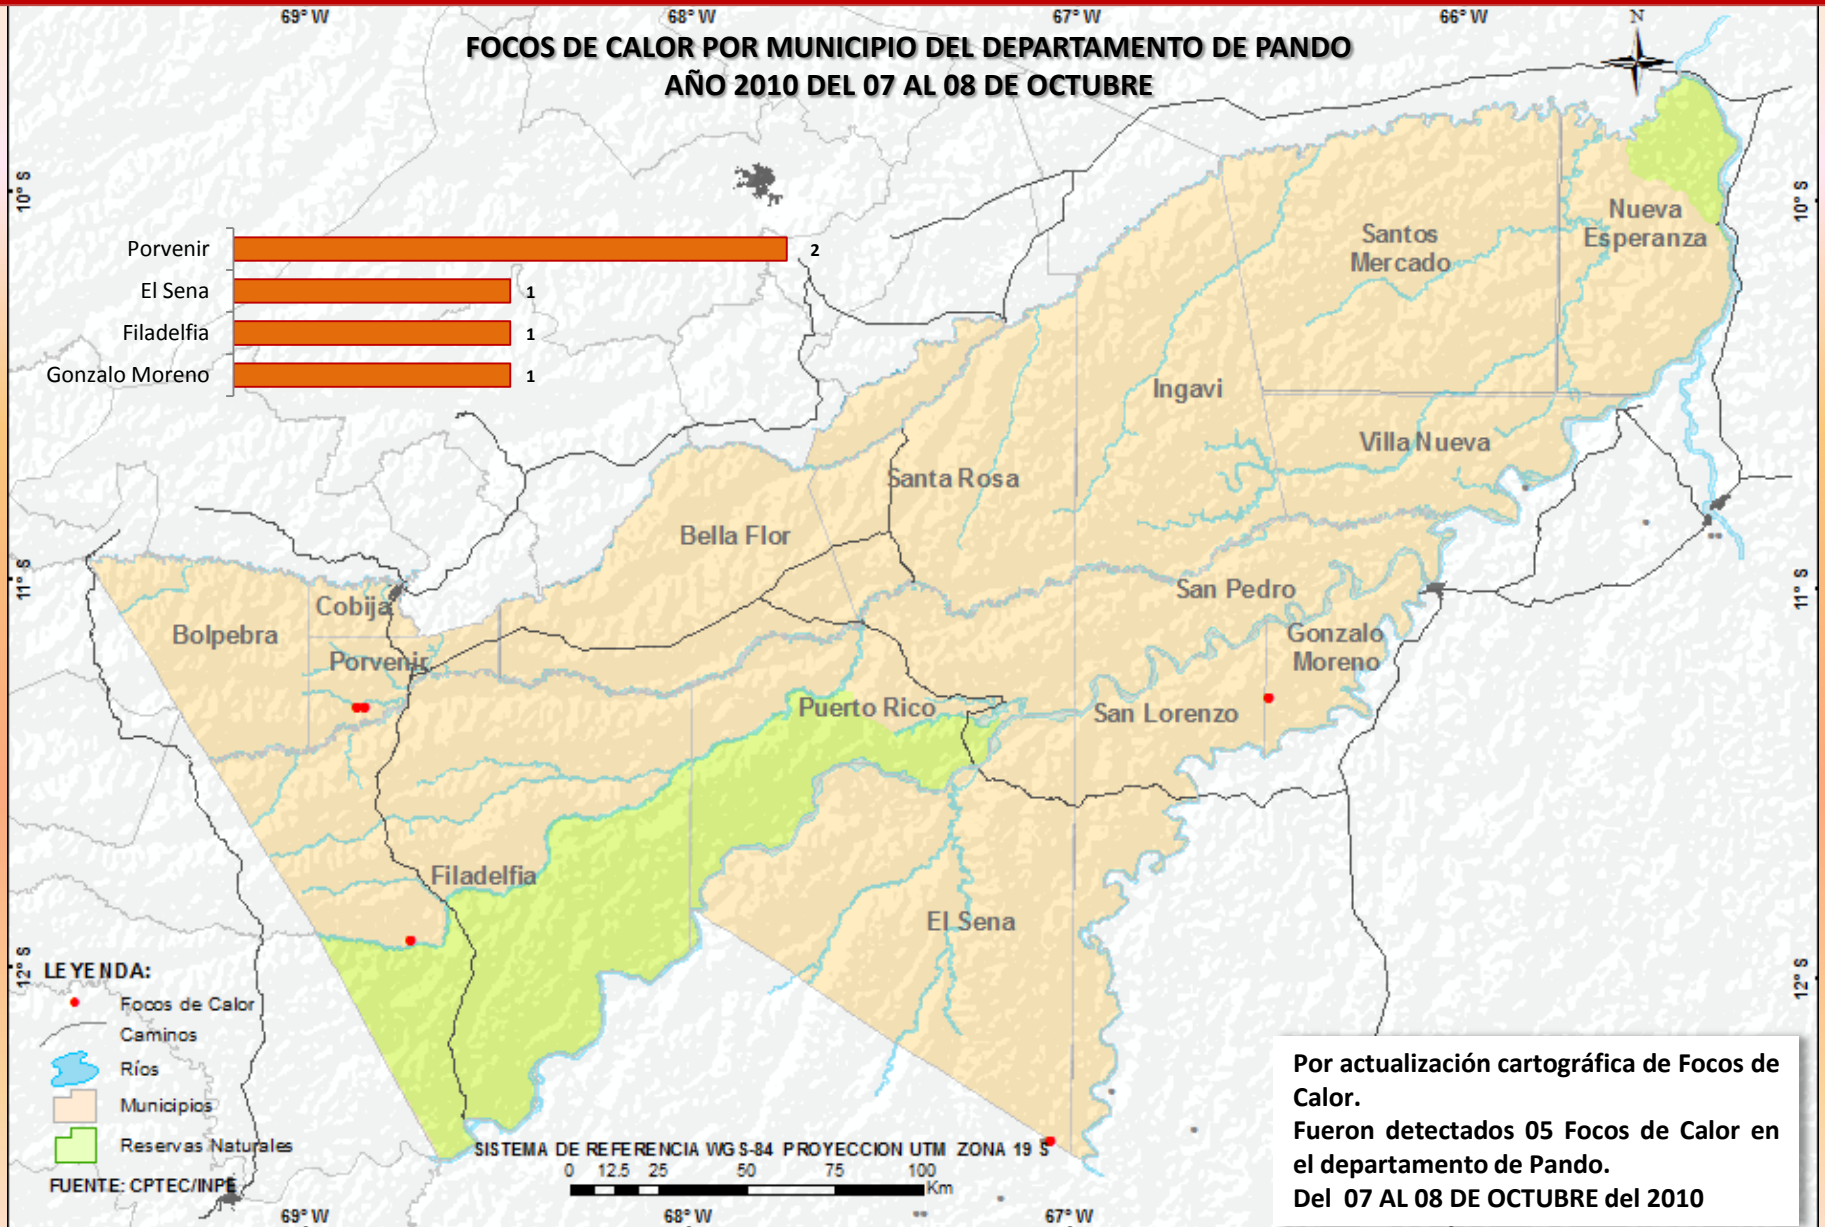 69° W 68° W 67° W 66° W
N
FOCOS DE CALOR POR MUNICIPIO DEL DEPARTAMENTO DE PANDO
AÑO 2010 DEL 07 AL 08 DE OCTUBRE
10° S
10° S
Porvenir 2
El Sena 1
Filadelfia 1
Gonzalo Moreno 1
Nueva
Esperanza
Santos
Mercado
Ingavi
Villa Nueva
Santa Rosa
Bella Flor
11° S
11° S
San Pedro
Cobija
Bolpebra
Gonzalo
Moreno
Porvenir
Puerto Rico
San Lorenzo
Filadelfia
El Sena
12° S
12° S
LEYENDA:
Focos de Calor
Caminos
Ríos
Municipios
Reservas Naturales
FUENTE: CPTEC/INPE
SISTEMA DE REFERENCIA WGS-84 PROYECCION UTM ZONA 19 S
0 12.5 25 50 75 100
Km
Por actualización cartográfica de Focos de
Calor.
Fueron detectados 05 Focos de Calor en
el departamento de Pando.
Del 07 AL 08 DE OCTUBRE del 2010
69° W 68° W 67° W